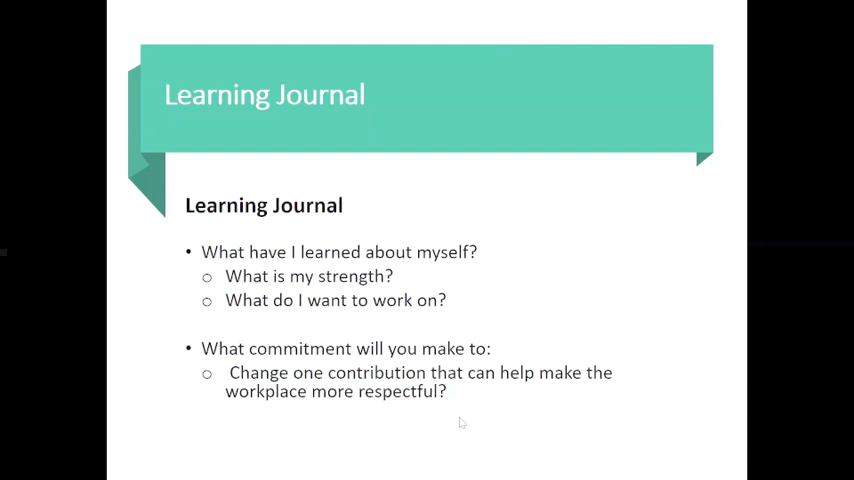 Learning Journal
Learning Journal
• What have I learned about myself?
o What is my strength?
o What do I want to work on?
• What commitment will you make to:
o Change one contribution that can help make the
workplace more respectful?